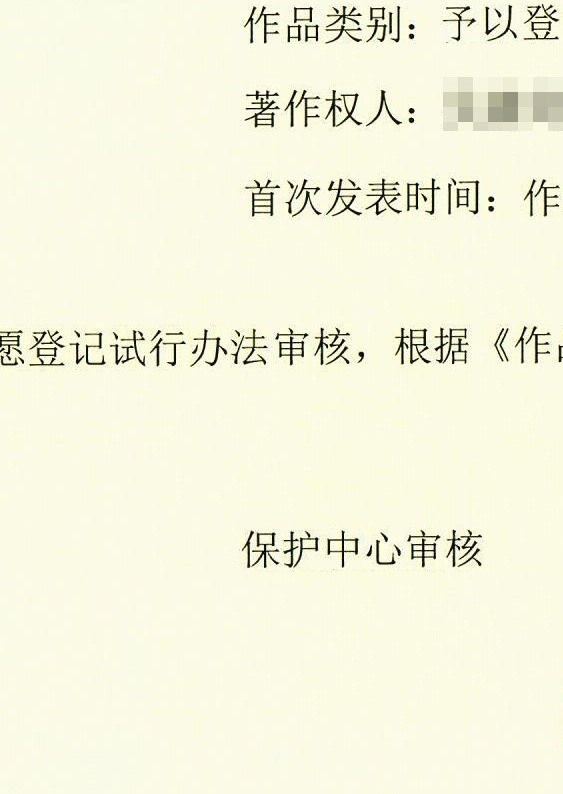 作品类别：予以登
著作权人：
首次发表时间：作
愿登记试行办法审核，根据《作品
保护中心审核